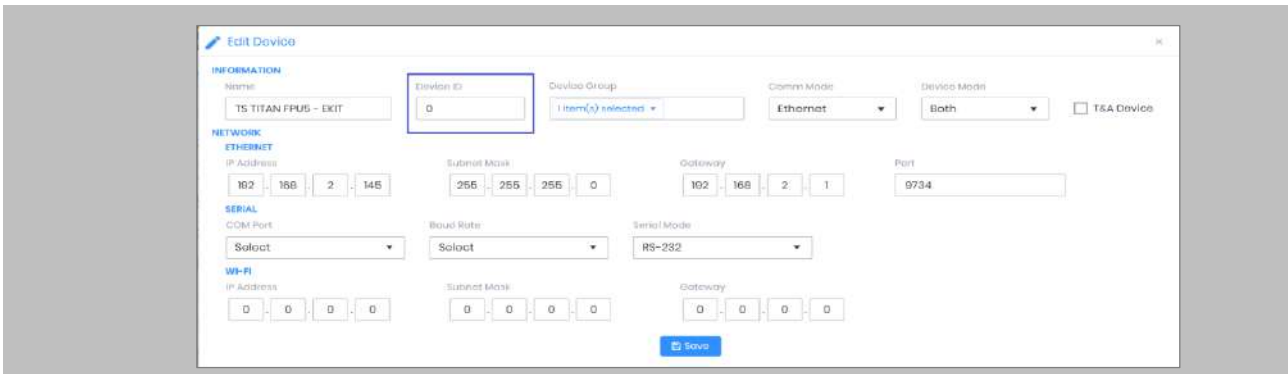 Edit Device
INFORMATION
Name Device ID Device Group Comm Mode Device Model
TS TITAN FPU5 - EXIT 0 1 item(s) selected Ethernet Both T&A Device
NETWORK
ETHERNET
IP Address Subnet Mask Gateway Port
192 . 168 . 2 . 145 255 . 255 . 255 . 0 192 . 168 . 2 . 1 9734
SERIAL
COM Port Baud Rate Serial Mode
Select Select RS-232
WI-FI
IP Address Subnet Mask Gateway
0 . 0 . 0 . 0 0 . 0 . 0 . 0 0 . 0 . 0 . 0
Save